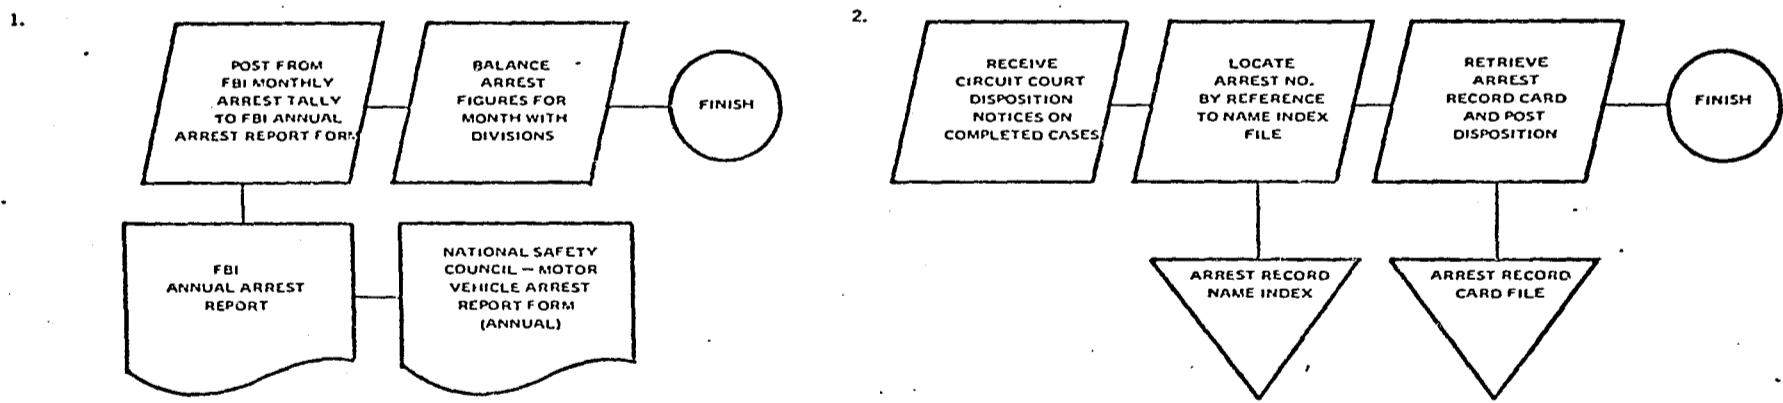 1.
POST FROM
FBI MONTHLY
ARREST TALLY
TO FBI ANNUAL
ARREST REPORT FORM
BALANCE
ARREST
FIGURES FOR
MONTH WITH
DIVISIONS
FINISH
FBI
ANNUAL ARREST
REPORT
NATIONAL SAFETY
COUNCIL — MOTOR
VEHICLE ARREST
REPORT FORM
(ANNUAL)
2.
RECEIVE
CIRCUIT COURT
DISPOSITION
NOTICES ON
COMPLETED CASES
LOCATE
ARREST NO.
BY REFERENCE
TO NAME INDEX
FILE
RETRIEVE
ARREST
RECORD CARD
AND POST
DISPOSITION
FINISH
ARREST RECORD
NAME INDEX
ARREST RECORD
CARD FILE